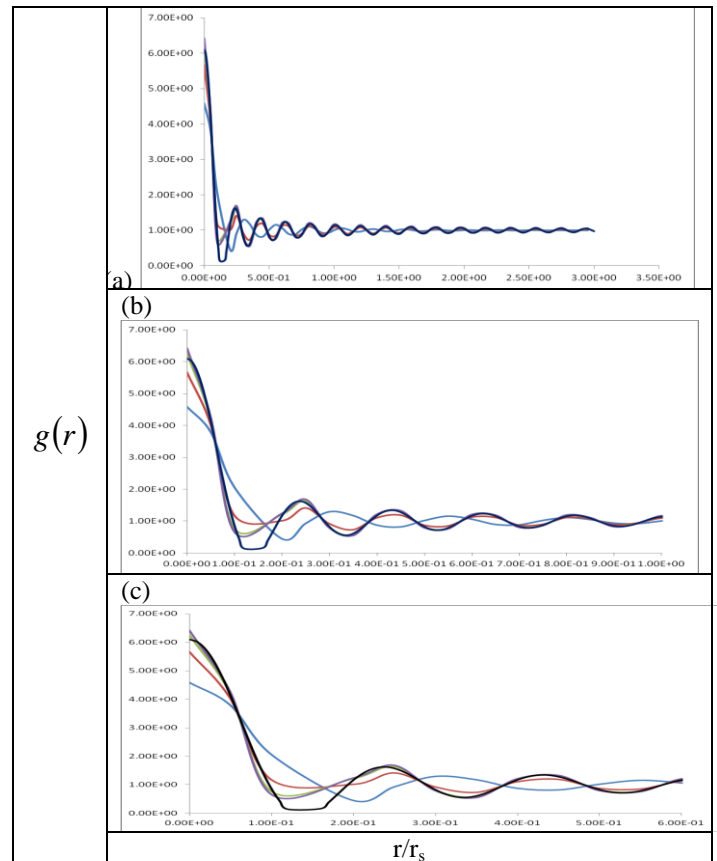 g(r)
7.00E+00
6.00E+00
5.00E+00
4.00E+00
3.00E+00
2.00E+00
1.00E+00
0.00E+00
(a)
0.00E+00 5.00E-01 1.00E+00 1.50E+00 2.00E+00 2.50E+00 3.00E+00 3.50E+00
(b)
7.00E+00
6.00E+00
5.00E+00
4.00E+00
3.00E+00
2.00E+00
1.00E+00
0.00E+00
0.00E+00 1.00E-01 2.00E-01 3.00E-01 4.00E-01 5.00E-01 6.00E-01 7.00E-01 8.00E-01 9.00E-01 1.00E+00
(c)
7.00E+00
6.00E+00
5.00E+00
4.00E+00
3.00E+00
2.00E+00
1.00E+00
0.00E+00
0.00E+00 1.00E-01 2.00E-01 3.00E-01 4.00E-01 5.00E-01 6.00E-01
r/rs